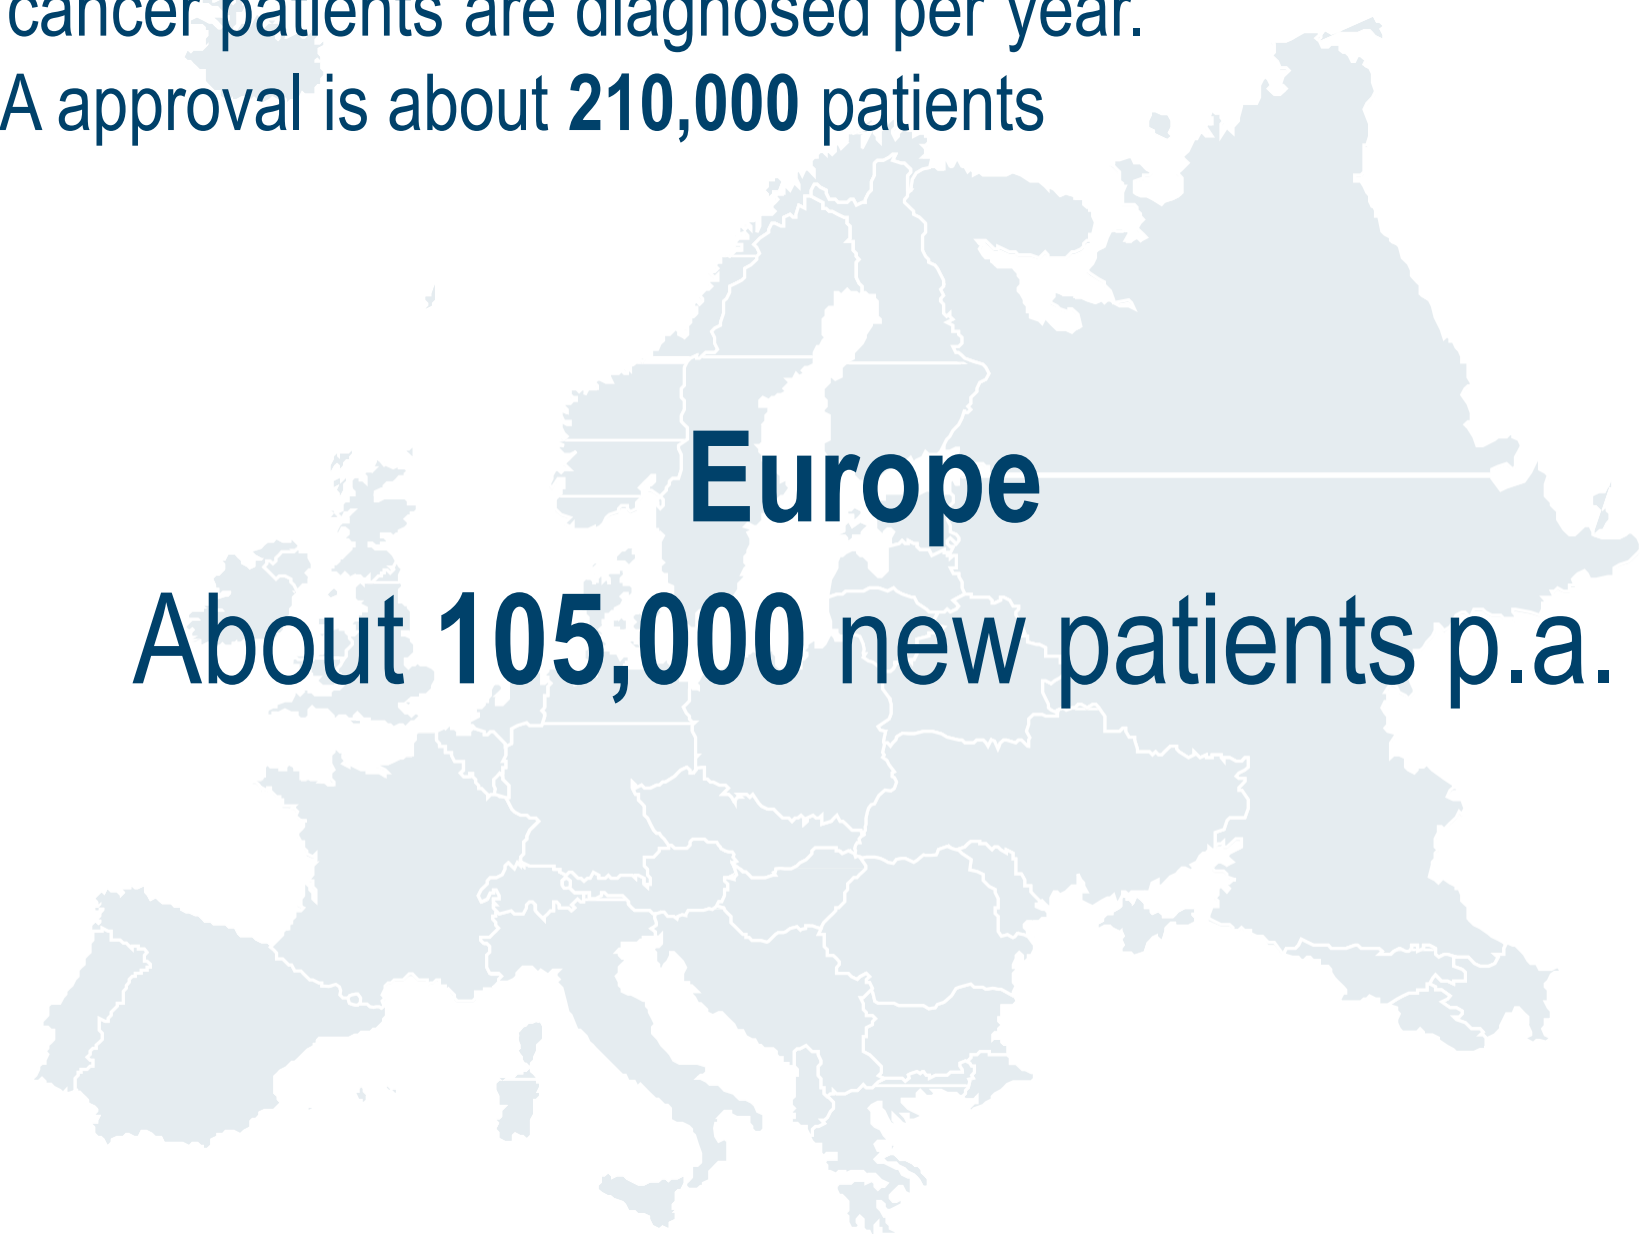 cancer patients are diagnosed per year.
A approval is about 210,000 patients
Europe
About 105,000 new patients p.a.